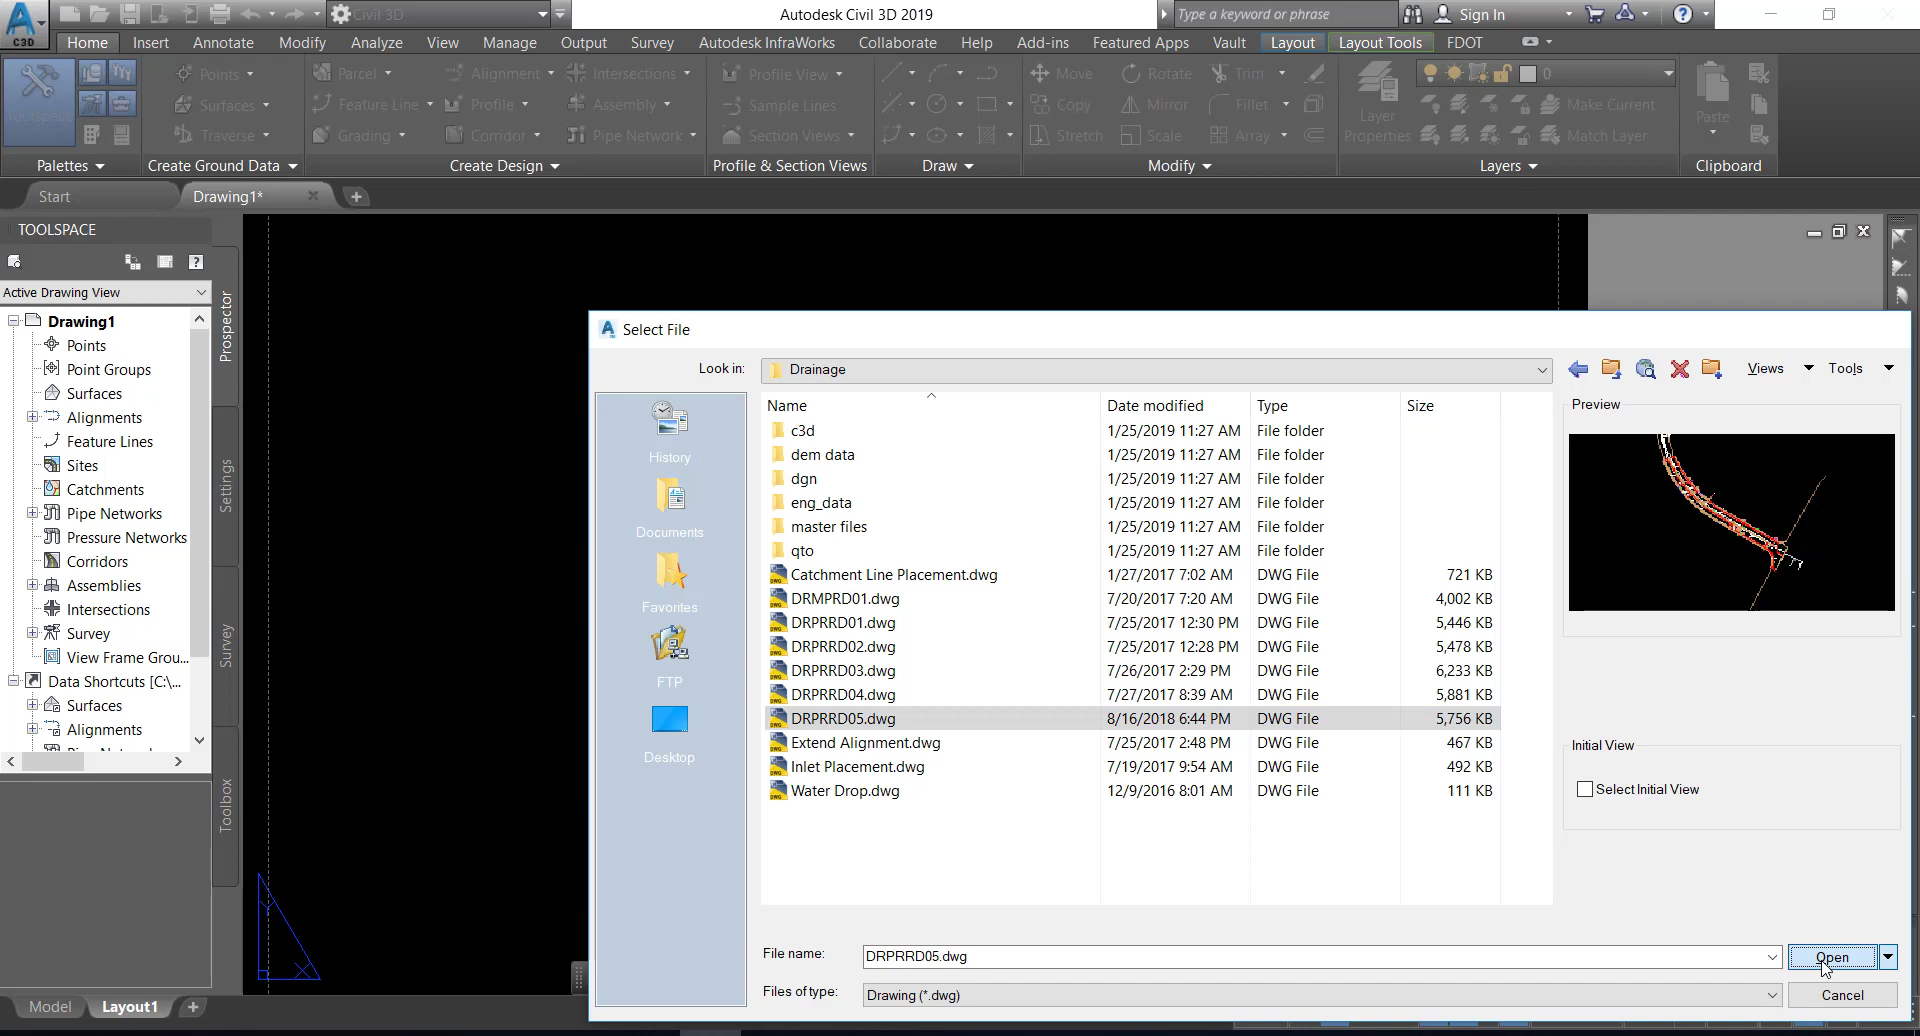 Civil 3D
Autodesk Civil 3D 2019
Type a keyword or phrase
Sign In
C3D
Home Insert Annotate Modify Analyze View Manage Output Survey Autodesk InfraWorks Collaborate Help Add-ins Featured Apps Vault Layout Layout Tools FDOT
Points Parcel Alignment Intersections Profile View Move Rotate Trim 0
Toolspace Surfaces Feature Line Profile Assembly Sample Lines Copy Mirror Fillet Layer Properties Make Current Paste
Traverse Grading Corridor Pipe Network Section Views Stretch Scale Array Match Layer
Palettes Create Ground Data Create Design Profile & Section Views Draw Modify Layers Clipboard
Start Drawing1*
TOOLSPACE
Active Drawing View
Drawing1
Points
Point Groups
Surfaces
Alignments
Feature Lines
Sites
Catchments
Pipe Networks
Pressure Networks
Corridors
Assemblies
Intersections
Survey
View Frame Grou...
Data Shortcuts [C:\...
Surfaces
Alignments
Prospector
Settings
Survey
Toolbox
Y
X
Model Layout1
Select File
Look in: Drainage
Views Tools
History
Documents
Favorites
FTP
Desktop
Name Date modified Type Size
c3d 1/25/2019 11:27 AM File folder
dem data 1/25/2019 11:27 AM File folder
dgn 1/25/2019 11:27 AM File folder
eng_data 1/25/2019 11:27 AM File folder
master files 1/25/2019 11:27 AM File folder
qto 1/25/2019 11:27 AM File folder
Catchment Line Placement.dwg 1/27/2017 7:02 AM DWG File 721 KB
DRMPRD01.dwg 7/20/2017 7:20 AM DWG File 4,002 KB
DRPRRD01.dwg 7/25/2017 12:30 PM DWG File 5,446 KB
DRPRRD02.dwg 7/25/2017 12:28 PM DWG File 5,478 KB
DRPRRD03.dwg 7/26/2017 2:29 PM DWG File 6,233 KB
DRPRRD04.dwg 7/27/2017 8:39 AM DWG File 5,881 KB
DRPRRD05.dwg 8/16/2018 6:44 PM DWG File 5,756 KB
Extend Alignment.dwg 7/25/2017 2:48 PM DWG File 467 KB
Inlet Placement.dwg 7/19/2017 9:54 AM DWG File 492 KB
Water Drop.dwg 12/9/2016 8:01 AM DWG File 111 KB
Preview
Initial View
Select Initial View
File name: DRPRRD05.dwg Open
Files of type: Drawing (*.dwg) Cancel